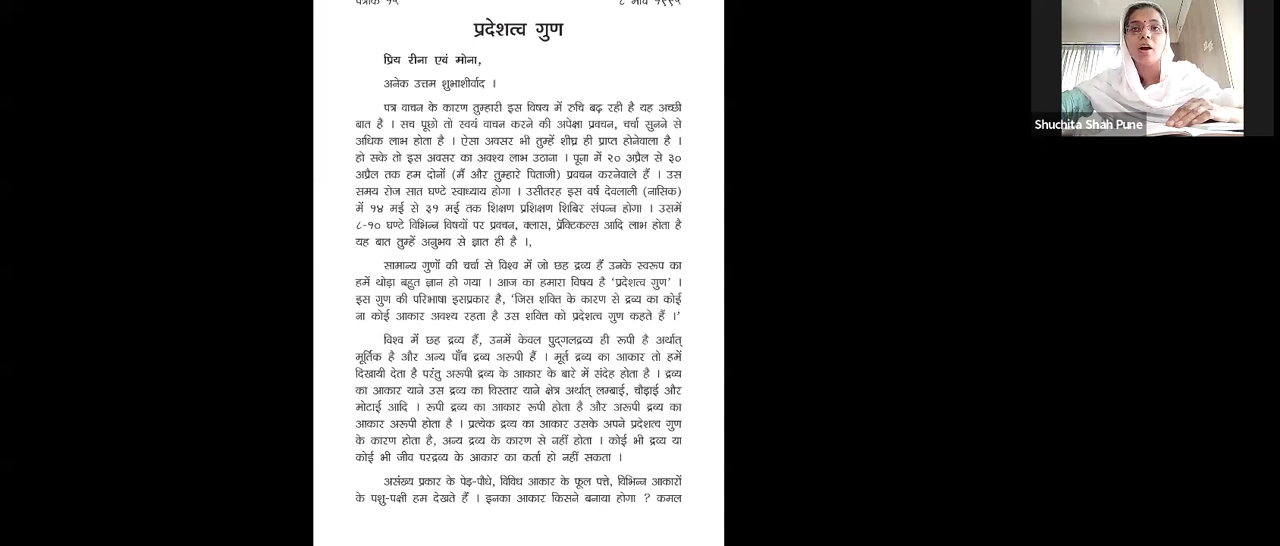 पत्रांक १५ ८ मार्च १९९५
प्रदेशत्व गुण
प्रिय रीना एवं मोना,
अनेक उत्तम शुभाशीर्वाद ।
पत्र वाचन के कारण तुम्हारी इस विषय में रुचि बढ़ रही है यह अच्छी
बात है । सच पूछो तो स्वयं वाचन करने की अपेक्षा प्रवचन, चर्चा सुनने से
अधिक लाभ होता है । ऐसा अवसर भी तुम्हें शीघ्र ही प्राप्त होनेवाला है ।
हो सके तो इस अवसर का अवश्य लाभ उठाना । पूना में २० अप्रैल से ३०
अप्रैल तक हम दोनों (मैं और तुम्हारे पिताजी) प्रवचन करनेवाले हैं । उस
समय रोज सात घण्टे स्वाध्याय होगा । उसीतरह इस वर्ष देवलाली (नासिक)
में १४ मई से ३१ मई तक शिक्षण प्रशिक्षण शिबिर संपन्न होगा । उसमें
८-१० घण्टे विभिन्न विषयों पर प्रवचन, क्लास, प्रॅक्टिकल्स आदि लाभ होता है
यह बात तुम्हें अनुभव से ज्ञात ही है ।,
सामान्य गुणों की चर्चा से विश्व में जो छह द्रव्य हैं उनके स्वरूप का
हमें थोड़ा बहुत ज्ञान हो गया । आज का हमारा विषय है ‘प्रदेशत्व गुण’ ।
इस गुण की परिभाषा इसप्रकार है, ‘जिस शक्ति के कारण से द्रव्य का कोई
ना कोई आकार अवश्य रहता है उस शक्ति को प्रदेशत्व गुण कहते हैं ।’
विश्व में छह द्रव्य हैं, उनमें केवल पुद्‌गलद्रव्य ही रूपी है अर्थात्
मूर्तिक है और अन्य पाँच द्रव्य अरूपी हैं । मूर्त द्रव्य का आकार तो हमें
दिखायी देता है परंतु अरूपी द्रव्य के आकार के बारे में संदेह होता है । द्रव्य
का आकार याने उस द्रव्य का विस्तार याने क्षेत्र अर्थात् लम्बाई, चौड़ाई और
मोटाई आदि । रूपी द्रव्य का आकार रूपी होता है और अरूपी द्रव्य का
आकार अरूपी होता है । प्रत्येक द्रव्य का आकार उसके अपने प्रदेशत्व गुण
के कारण होता है, अन्य द्रव्य के कारण से नहीं होता । कोई भी द्रव्य या
कोई भी जीव परद्रव्य के आकार का कर्ता हो नहीं सकता ।
असंख्य प्रकार के पेड़-पौधे, विविध आकार के फूल पत्ते, विभिन्न आकारों
के पशु-पक्षी हम देखते हैं । इनका आकार किसने बनाया होगा ? कमल
Shuchita Shah Pune